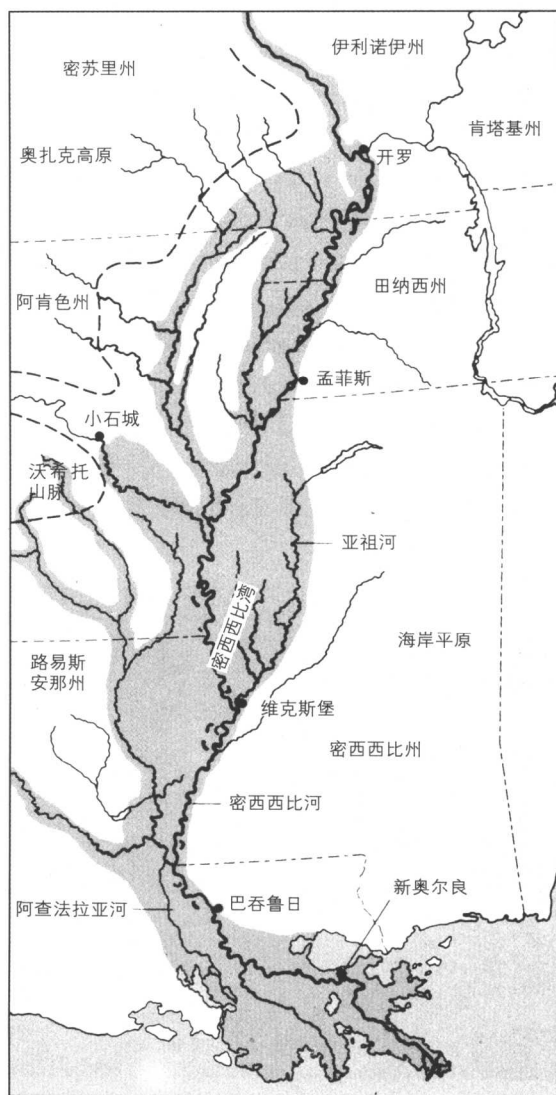 伊利诺伊州
密苏里州
肯塔基州
奥扎克高原
开罗
田纳西州
阿肯色州
孟菲斯
小石城
沃希托
山脉
亚祖河
密西西比湾
海岸平原
路易斯
安那州
维克斯堡
密西西比州
密西西比河
新奥尔良
巴吞鲁日
阿查法拉亚河